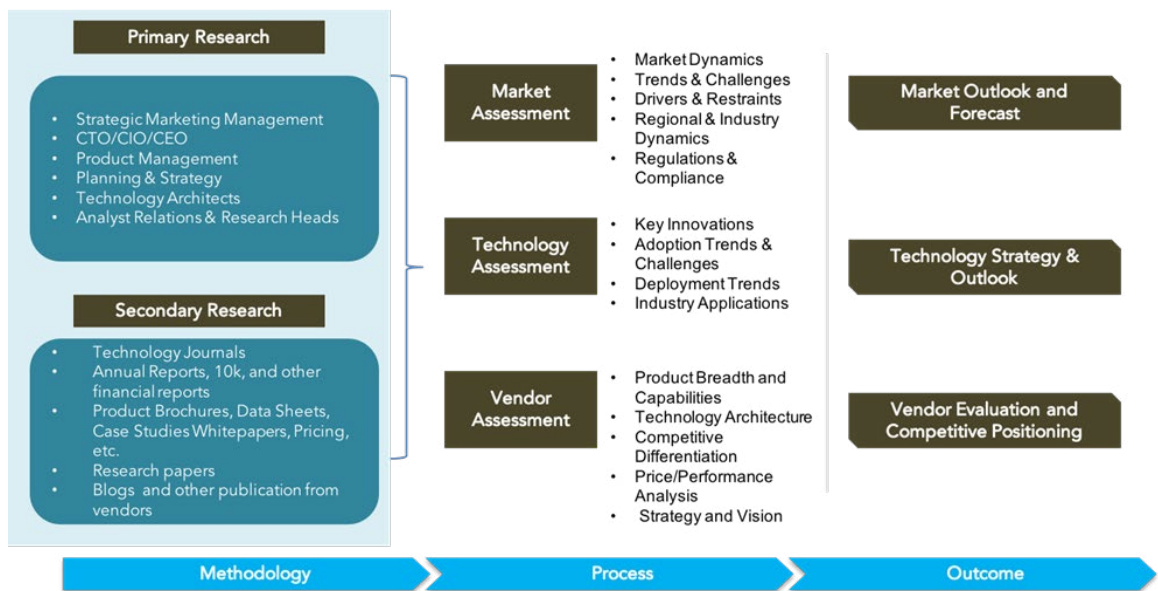 Primary Research
• Strategic Marketing Management
• CTO/CIO/CEO
• Product Management
• Planning & Strategy
• Technology Architects
• Analyst Relations & Research Heads
Secondary Research
• Technology Journals
• Annual Reports, 10k, and other
financial reports
• Product Brochures, Data Sheets,
Case Studies Whitepapers, Pricing,
etc.
• Research papers
• Blogs and other publication from
vendors
Market
Assessment
• Market Dynamics
• Trends & Challenges
• Drivers & Restraints
• Regional & Industry
Dynamics
• Regulations &
Compliance
Market Outlook and
Forecast
Technology
Assessment
• Key Innovations
• Adoption Trends &
Challenges
• Deployment Trends
• Industry Applications
Technology Strategy &
Outlook
Vendor
Assessment
• Product Breadth and
Capabilities
• Technology Architecture
• Competitive
Differentiation
• Price/Performance
Analysis
• Strategy and Vision
Vendor Evaluation and
Competitive Positioning
Methodology
Process
Outcome